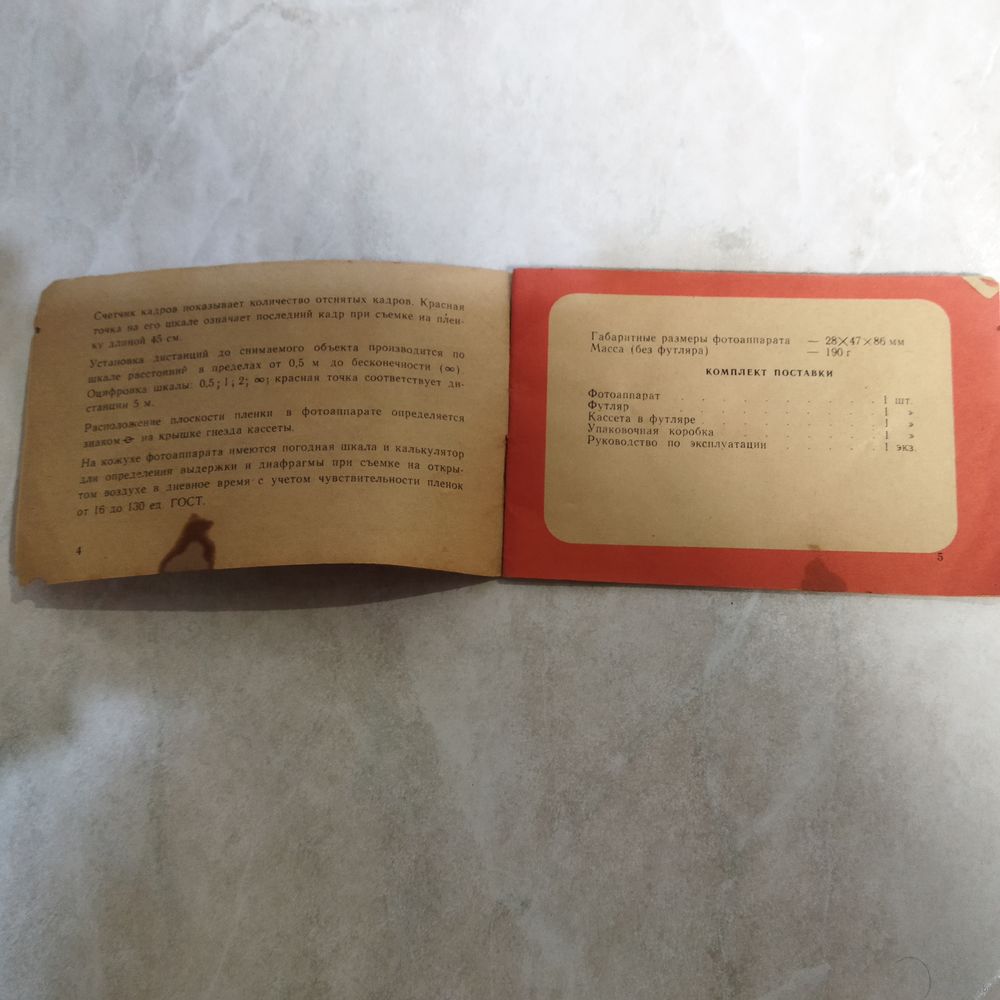 Счетчик кадров показывает количество отснятых кадров. Красная
точка на его шкале означает последний кадр при съемке на плен-
ку длиной 45 см.
Установка дистанций до снимаемого объекта производится по
шкале расстояний в пределах от 0,5 м до бесконечности (∞)
Оцифровка шкалы: 0,5; 1; 2; ∞; красная точка соответствует ди-
станции 5 м.
Расположение плоскости пленки в фотоаппарате определяется
знаком ⊖ на крышке гнезда кассеты.
На кожухе фотоаппарата имеются погодная шкала и калькулятор
для определения выдержки и диафрагмы при съемке на откры-
том воздухе в дневное время с учетом чувствительности пленок
от 16 до 130 ед. ГОСТ.
4
Габаритные размеры фотоаппарата — 28×47×86 мм
Масса (без футляра) — 190 г
КОМПЛЕКТ ПОСТАВКИ
Фотоаппарат . . . . . . . . . . 1 шт.
Футляр . . . . . . . . . . 1 »
Кассета в футляре . . . . . . . . . 1 »
Упаковочная коробка . . . . . . . . 1 »
Руководство по эксплуатации . . . . . . 1 экз.
5